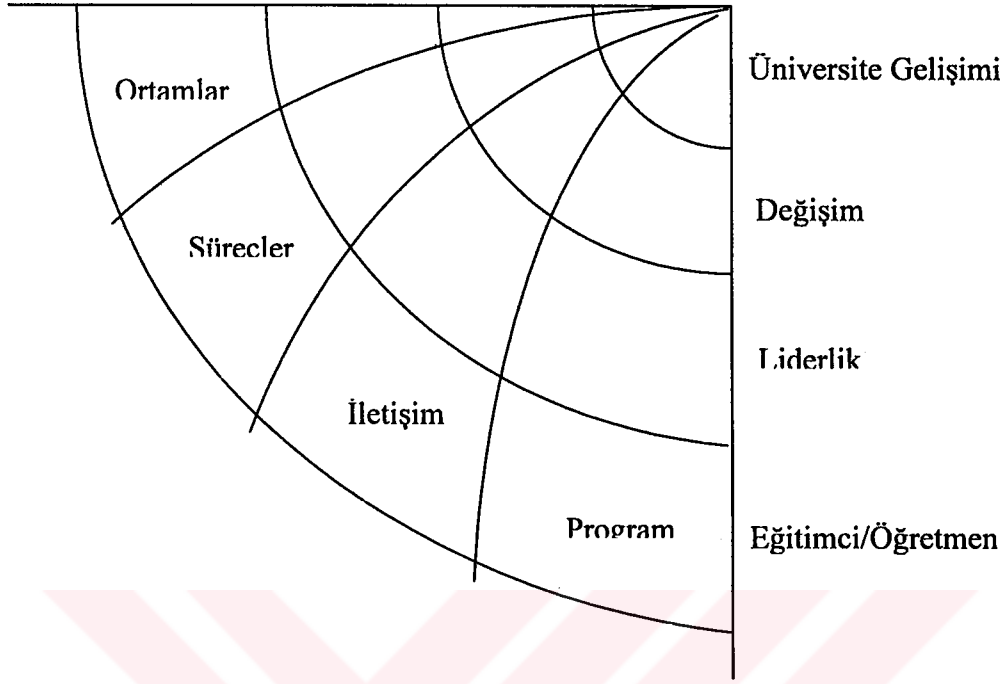 Ortamlar
Üniversite Gelişimi
Değişim
Süreçler
Liderlik
İletişim
Program
Eğitimci/Öğretmen